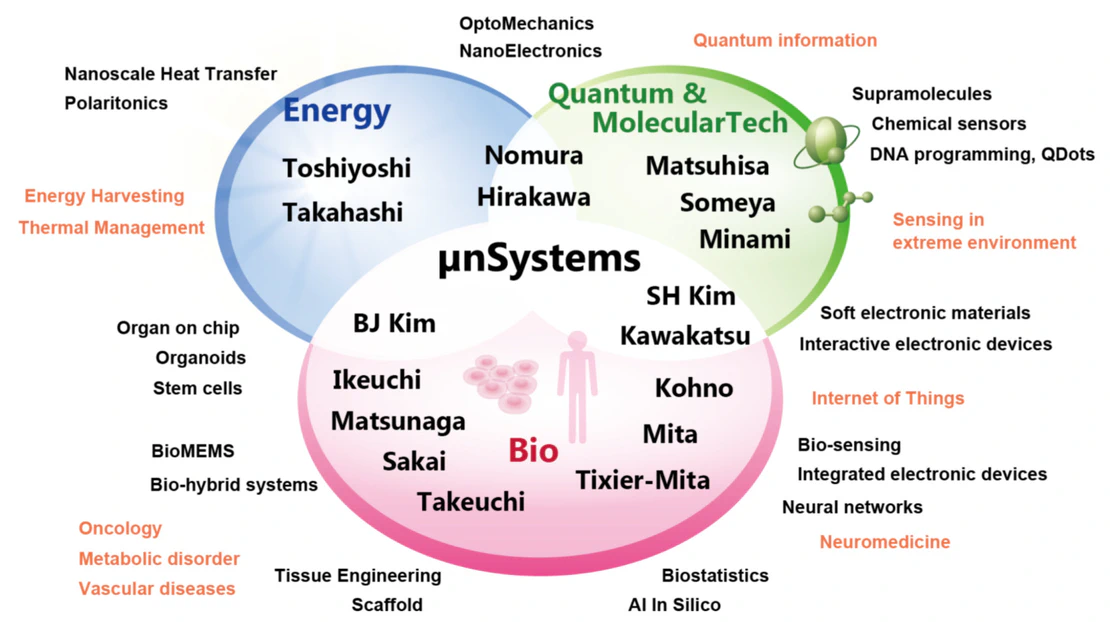 OptoMechanics
NanoElectronics
Quantum information
Nanoscale Heat Transfer
Polaritonics
Energy
Quantum &
MolecularTech
Supramolecules
Chemical sensors
DNA programming, QDots
Toshiyoshi
Takahashi
Nomura
Hirakawa
Matsuhisa
Someya
Minami
Energy Harvesting
Thermal Management
Sensing in
extreme environment
µnSystems
BJ Kim
SH Kim
Kawakatsu
Organ on chip
Organoids
Stem cells
Soft electronic materials
Interactive electronic devices
Ikeuchi
Matsunaga
Sakai
Takeuchi
Bio
Kohno
Mita
Tixier-Mita
Internet of Things
BioMEMS
Bio-hybrid systems
Bio-sensing
Integrated electronic devices
Neural networks
Neuromedicine
Oncology
Metabolic disorder
Vascular diseases
Tissue Engineering
Scaffold
Biostatistics
AI In Silico